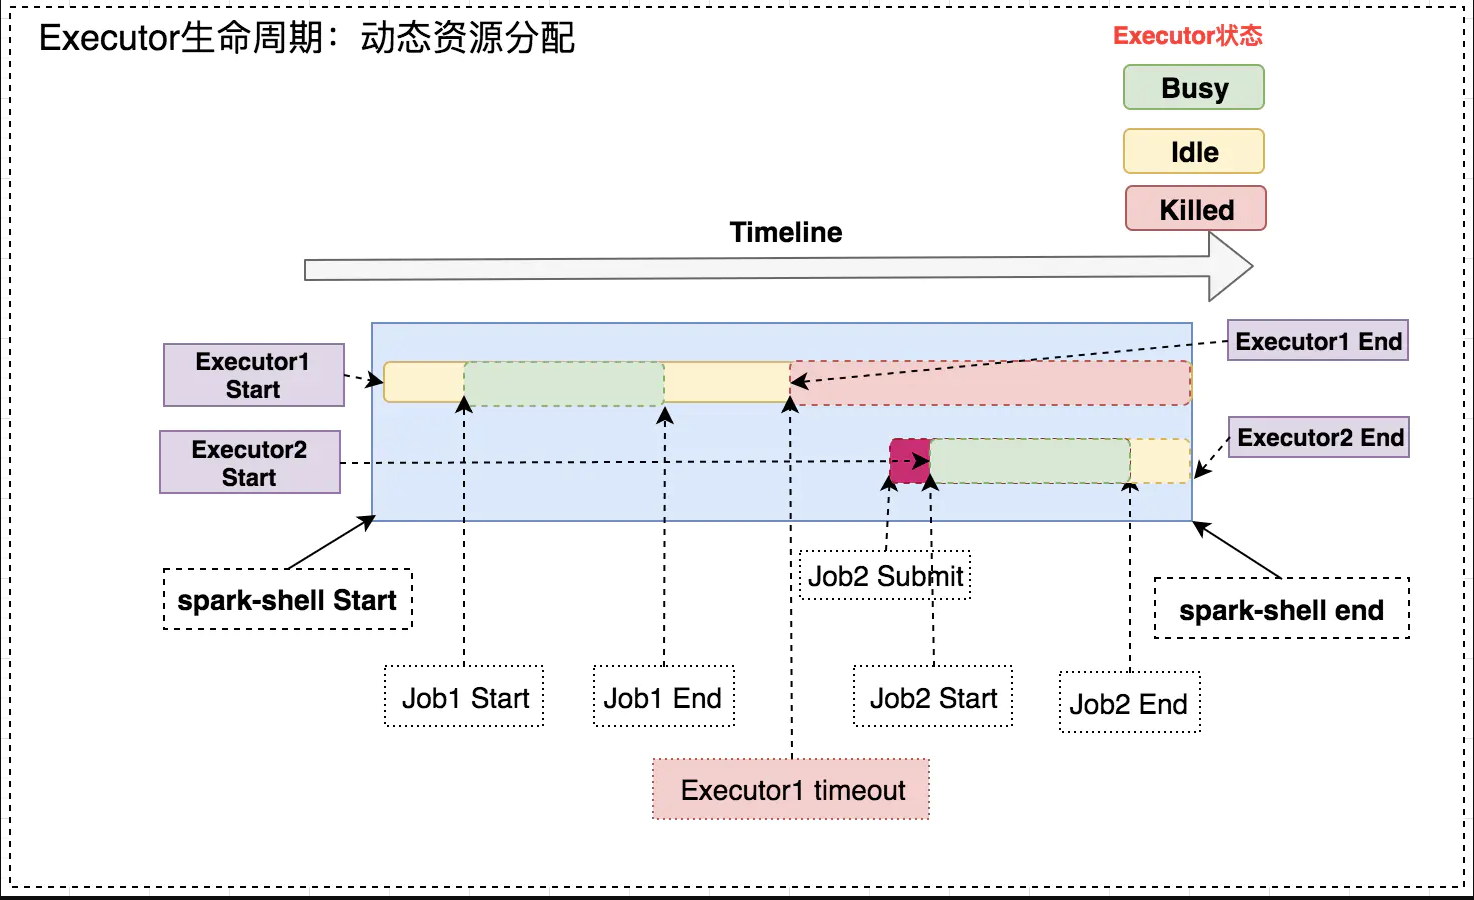 Executor生命周期：动态资源分配
Executor状态
Busy
Idle
Killed
Timeline
Executor1
Start
Executor1 End
Executor2
Start
Executor2 End
Job2 Submit
spark-shell Start
spark-shell end
Job1 Start
Job1 End
Job2 Start
Job2 End
Executor1 timeout